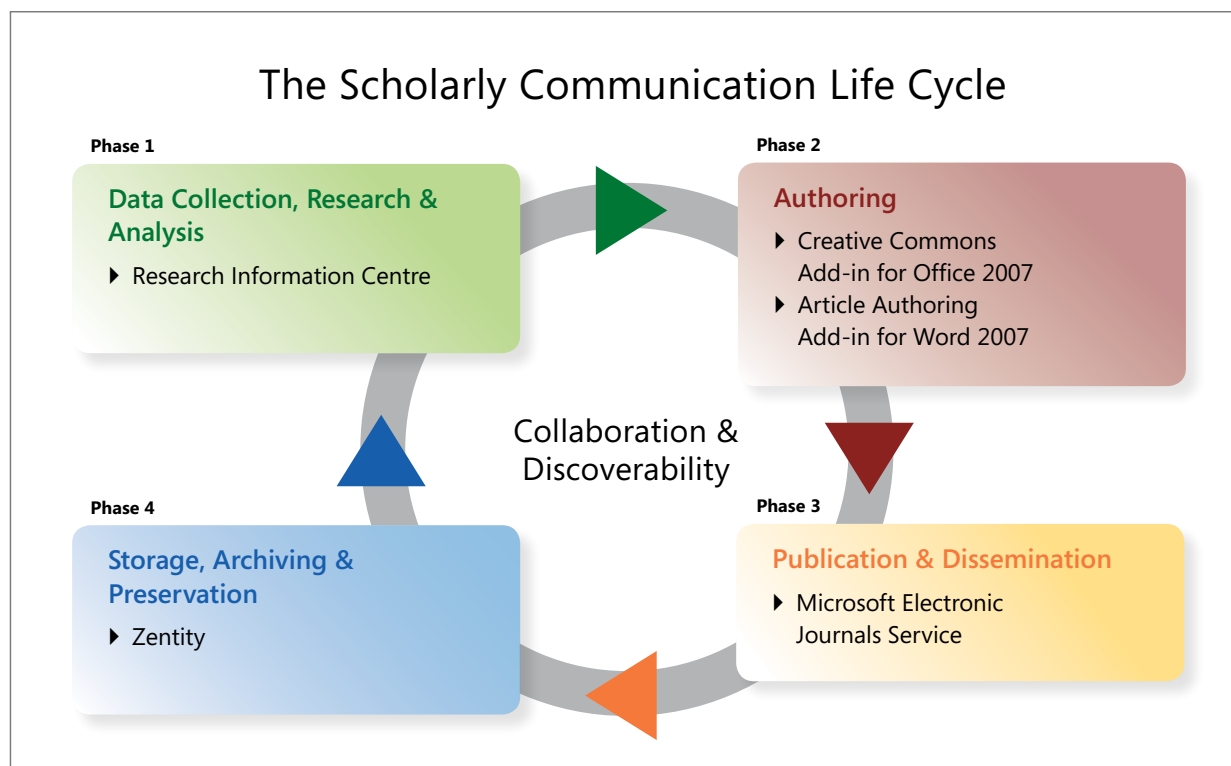 The Scholarly Communication Life Cycle
Phase 1
Data Collection, Research &
Analysis
Research Information Centre
Phase 2
Authoring
Creative Commons
Add-in for Office 2007
Article Authoring
Add-in for Word 2007
Collaboration &
Discoverability
Phase 3
Publication & Dissemination
Microsoft Electronic
Journals Service
Phase 4
Storage, Archiving &
Preservation
Zentity